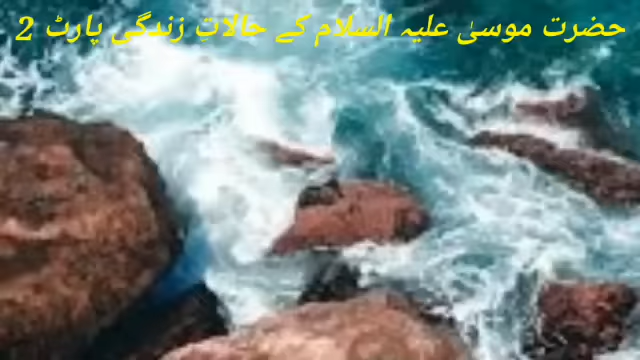 حضرت موسیٰ علیہ السلام کے حالاتِ زندگی پارٹ 2